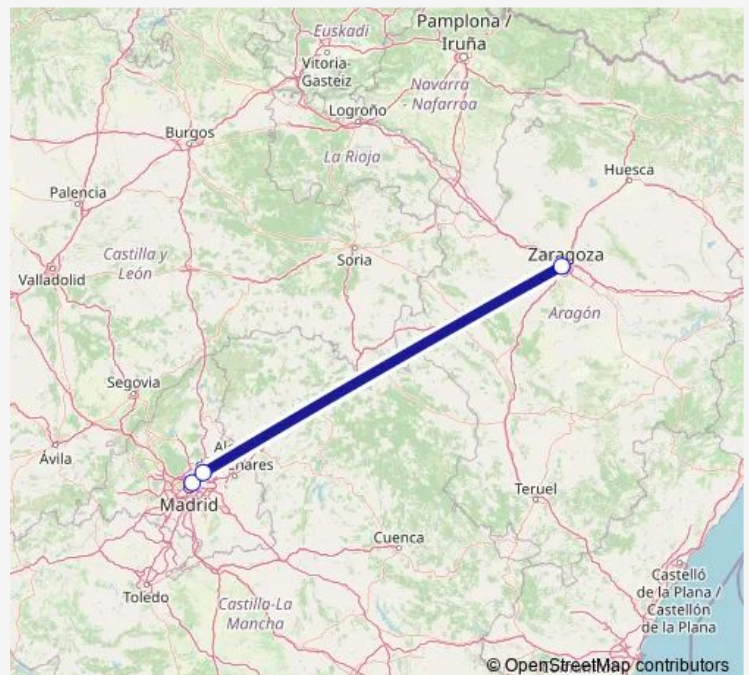 Euskadi
Pamplona /
Iruña
Vitoria-
Gasteiz
Navarra
- Nafarroa
Logroño
Burgos
La Rioja
Huesca
Palencia
Castilla y
León
Soria
Zaragoza
Valladolid
Aragón
Segovia
Ávila
Madrid
Teruel
Cuenca
Toledo
Castelló
de la Plana /
Castellón
de la Plana
Castilla-La
Mancha
© OpenStreetMap contributors